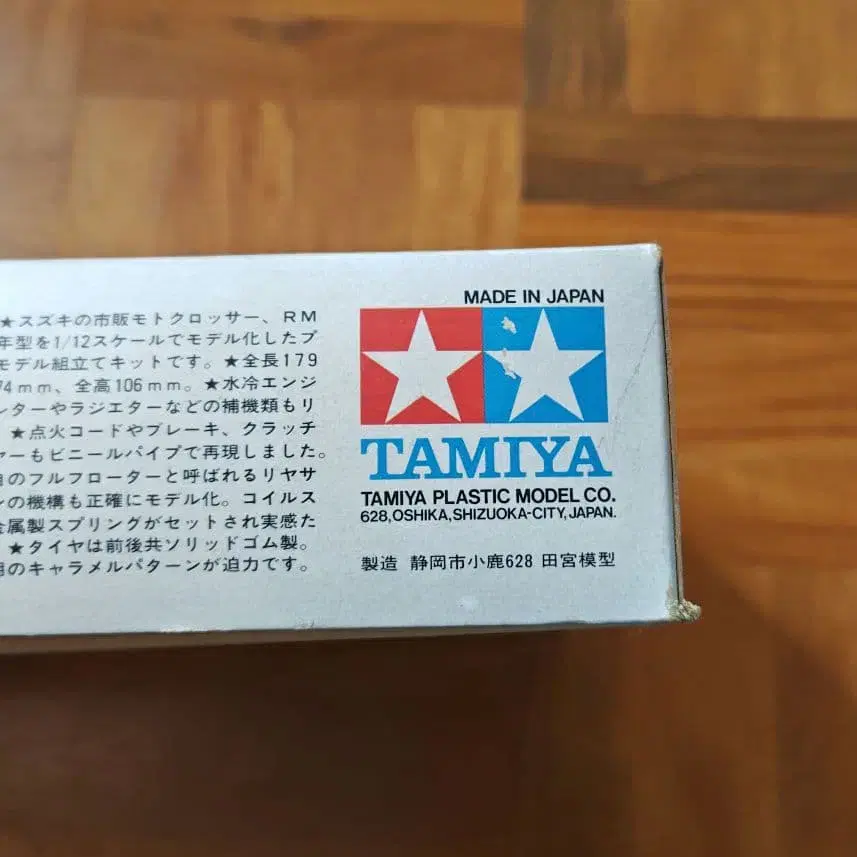 ★スズキの市販モトクロッサー、RM
年型を1/12スケールでモデル化したプ
モデル組立てキットです。★全長179
74mm、全高106mm。★水冷エンジ
ンターやラジエターなどの補機類もリ
★点火コードやブレーキ、クラッチ
ヤーもビニールパイプで再現しました。
自のフルフローターと呼ばれるリヤサ
ンの機構も正確にモデル化。コイルス
金属製スプリングがセットされ実感た
★タイヤは前後共ソリッドゴム製。
用のキャラメルパターンが迫力です。
MADE IN JAPAN
TAMIYA
TAMIYA PLASTIC MODEL CO.
628,OSHIKA,SHIZUOKA-CITY,JAPAN.
製造 静岡市小鹿628 田宮模型